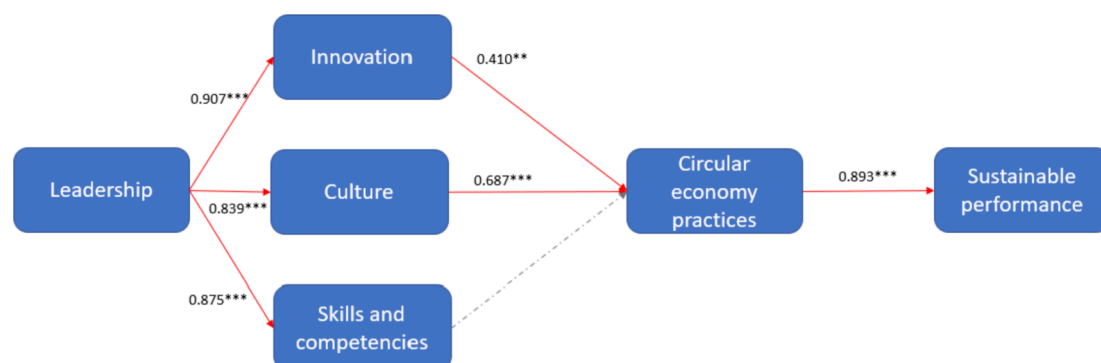 Innovation
0.410**
0.907***
Leadership
Culture
0.839***
0.687***
Circular
economy
practices
0.893***
Sustainable
performance
0.875***
Skills and
competencies